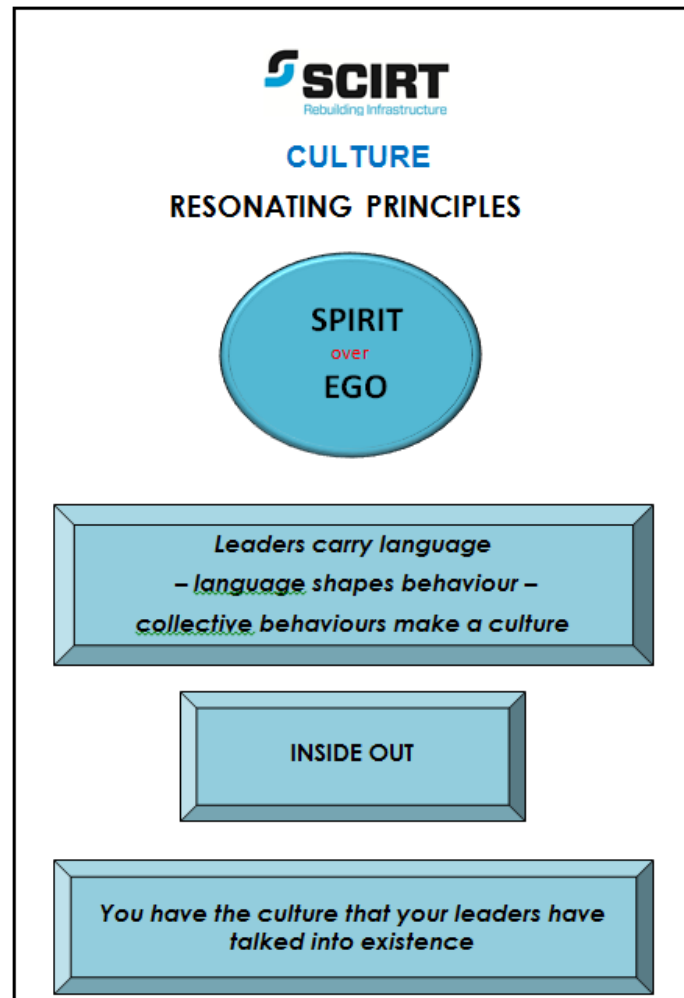 SCIRT
Rebuilding Infrastructure
CULTURE
RESONATING PRINCIPLES
SPIRIT
over
EGO
Leaders carry language
– language shapes behaviour –
collective behaviours make a culture
INSIDE OUT
You have the culture that your leaders have
talked into existence